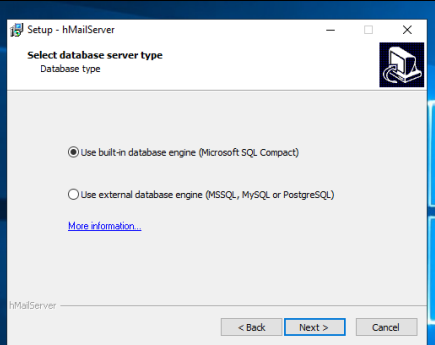 Setup - hMailServer
Select database server type
Database type
Use built-in database engine (Microsoft SQL Compact)
Use external database engine (MSSQL, MySQL or PostgreSQL)
More information...
hMailServer
< Back
Next >
Cancel